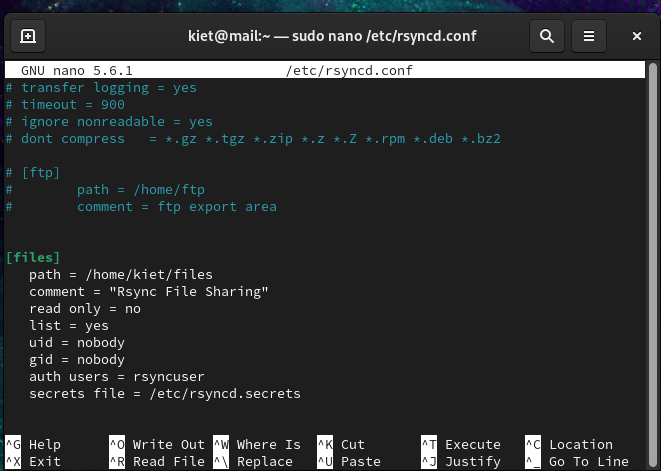 kiet@mail:~ — sudo nano /etc/rsyncd.conf
GNU nano 5.6.1 /etc/rsyncd.conf
# transfer logging = yes
# timeout = 900
# ignore nonreadable = yes
# dont compress   = *.gz *.tgz *.zip *.z *.Z *.rpm *.deb *.bz2
# [ftp]
#        path = /home/ftp
#        comment = ftp export area
[files]
   path = /home/kiet/files
   comment = "Rsync File Sharing"
   read only = no
   list = yes
   uid = nobody
   gid = nobody
   auth users = rsyncuser
   secrets file = /etc/rsyncd.secrets
^G Help ^O Write Out ^W Where Is ^K Cut ^T Execute ^C Location
^X Exit ^R Read File ^\ Replace ^U Paste ^J Justify ^_ Go To Line